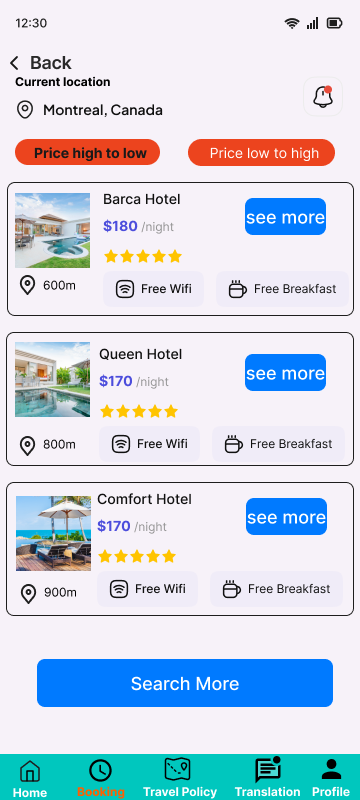 12:30
Back
Current location
Montreal, Canada
Price high to low
Price low to high
Barca Hotel
see more
$180 /night
600m
Free Wifi
Free Breakfast
Queen Hotel
see more
$170 /night
800m
Free Wifi
Free Breakfast
Comfort Hotel
see more
$170 /night
900m
Free Wifi
Free Breakfast
Search More
Home
Booking
Travel Policy
Translation
Profile